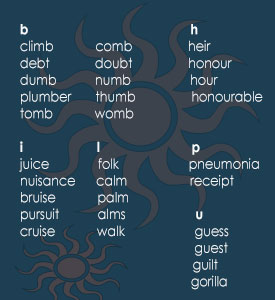 b
climb comb
debt doubt
dumb numb
plumber thumb
tomb womb
h
heir
honour
hour
honourable
i
juice
nuisance
bruise
pursuit
cruise
l
folk
calm
palm
alms
walk
p
pneumonia
receipt
u
guess
guest
guilt
gorilla